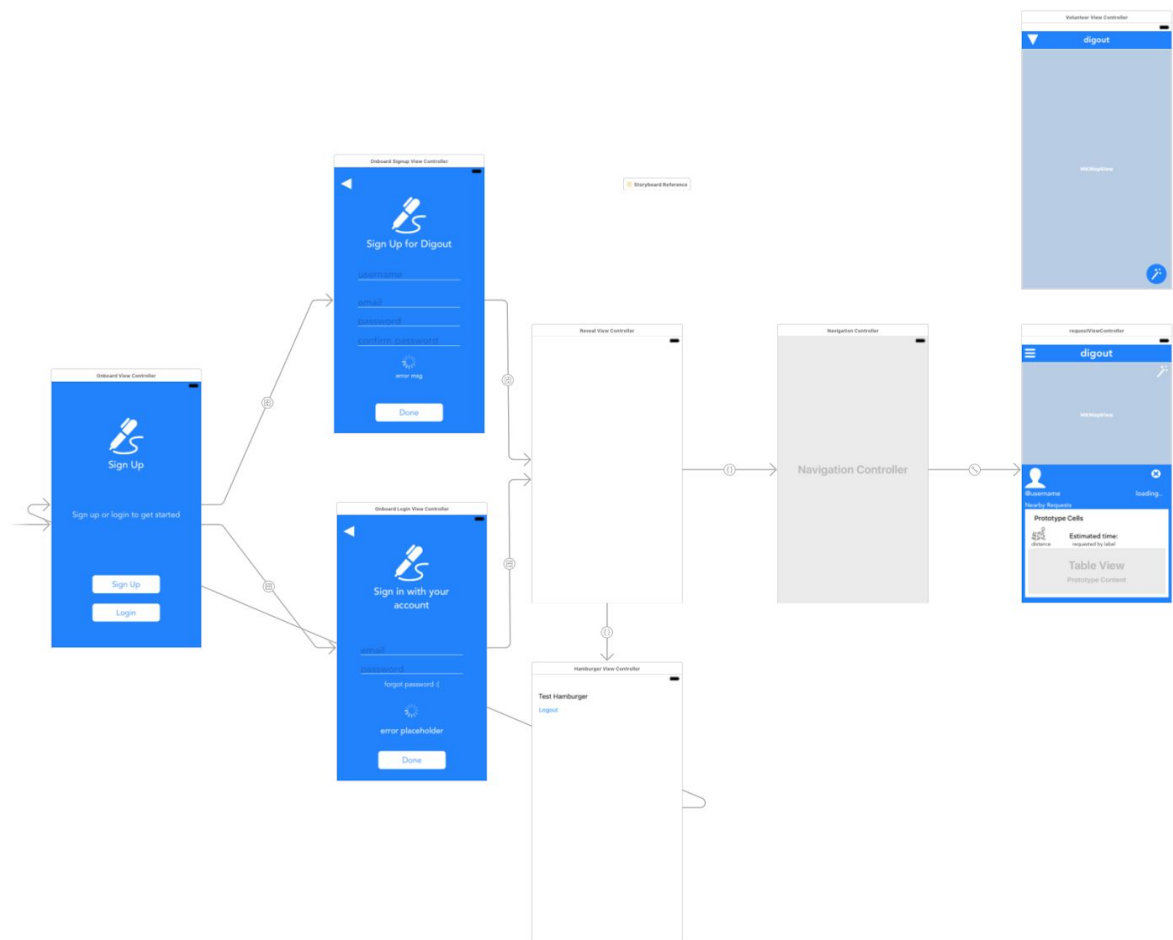 Volunteer View Controller
digout
MKMapView
Onboard Signup View Controller
Sign Up for Digout
username
email
password
confirm password
error msg
Done
Storyboard Reference
Reveal View Controller
Navigation Controller
Navigation Controller
requestViewController
digout
MKMapView
@username
loading..
Nearby Requests
Prototype Cells
distance
Estimated time:
requested by label
Table View
Prototype Content
Onboard View Controller
Sign Up
Sign up or login to get started
Sign Up
Login
Onboard Login View Controller
Sign in with your
account
email
password
forgot password :(
error placeholder
Done
Hamburger View Controller
Test Hamburger
Logout